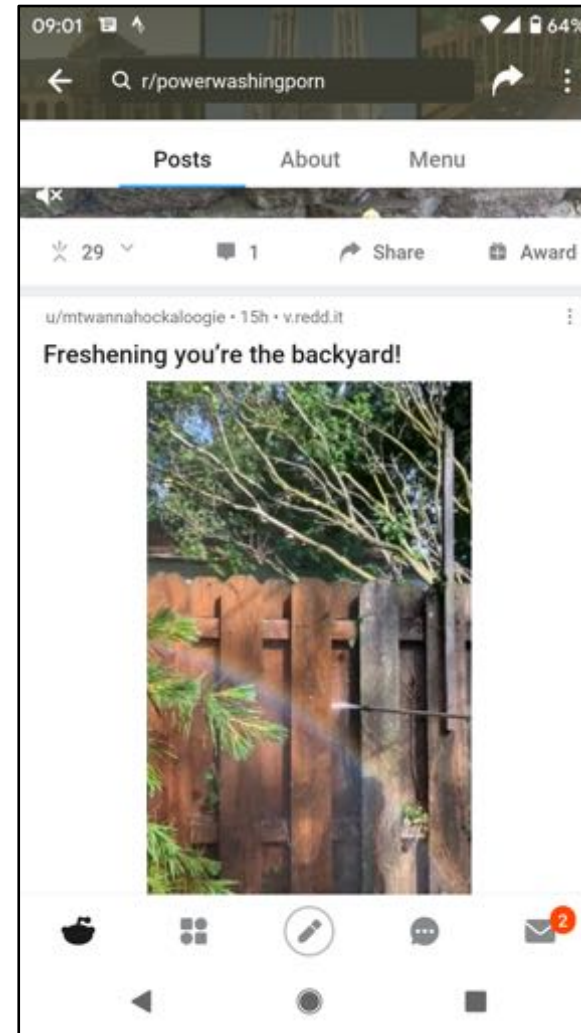 09:01
64%
r/powerwashingporn
Posts About Menu
29 1 Share Award
u/mtwannahockaloogie • 15h • v.redd.it
Freshening you're the backyard!
2